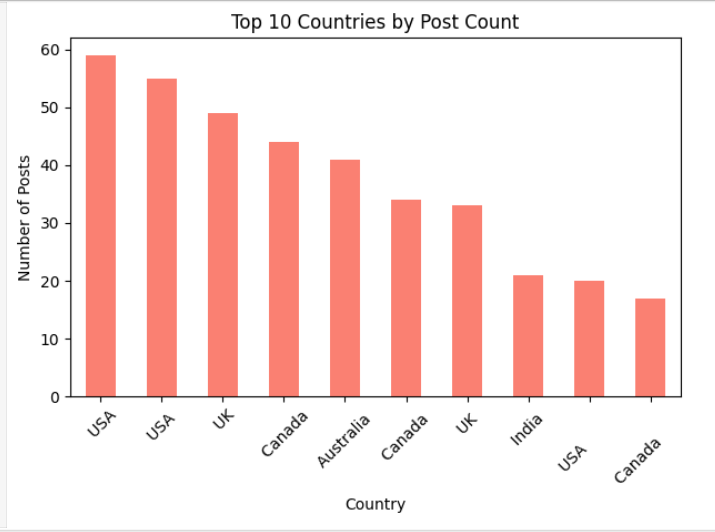 Top 10 Countries by Post Count
60
50
40
30
20
10
0
Number of Posts
USA
USA
UK
Canada
Australia
Canada
UK
India
USA
Canada
Country